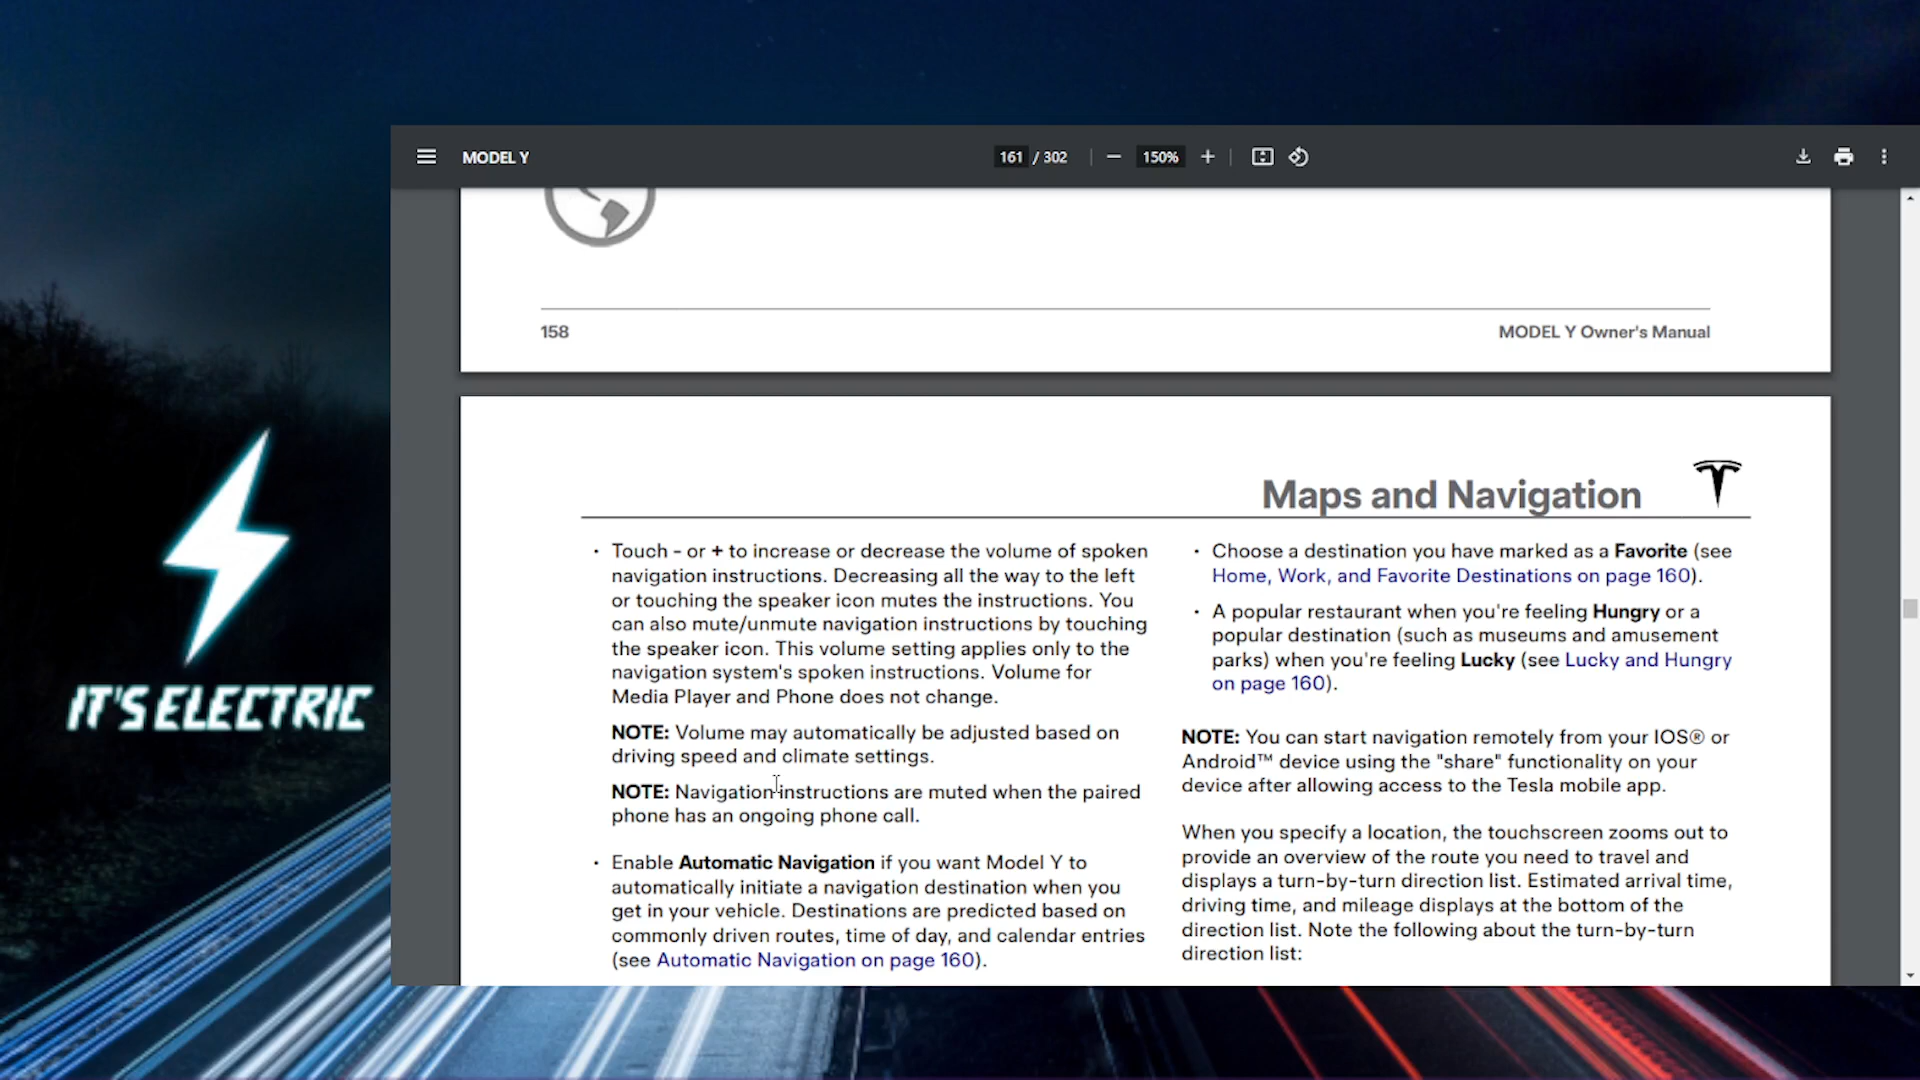 MODEL Y
161 / 302
150%
158
MODEL Y Owner's Manual
Maps and Navigation
• Touch - or + to increase or decrease the volume of spoken
navigation instructions. Decreasing all the way to the left
or touching the speaker icon mutes the instructions. You
can also mute/unmute navigation instructions by touching
the speaker icon. This volume setting applies only to the
navigation system's spoken instructions. Volume for
Media Player and Phone does not change.
NOTE: Volume may automatically be adjusted based on
driving speed and climate settings.
NOTE: Navigation instructions are muted when the paired
phone has an ongoing phone call.
• Enable Automatic Navigation if you want Model Y to
automatically initiate a navigation destination when you
get in your vehicle. Destinations are predicted based on
commonly driven routes, time of day, and calendar entries
(see Automatic Navigation on page 160).
• Choose a destination you have marked as a Favorite (see
Home, Work, and Favorite Destinations on page 160).
• A popular restaurant when you're feeling Hungry or a
popular destination (such as museums and amusement
parks) when you're feeling Lucky (see Lucky and Hungry
on page 160).
NOTE: You can start navigation remotely from your IOS® or
Android™ device using the "share" functionality on your
device after allowing access to the Tesla mobile app.
When you specify a location, the touchscreen zooms out to
provide an overview of the route you need to travel and
displays a turn-by-turn direction list. Estimated arrival time,
driving time, and mileage displays at the bottom of the
direction list. Note the following about the turn-by-turn
direction list:
IT'S ELECTRIC